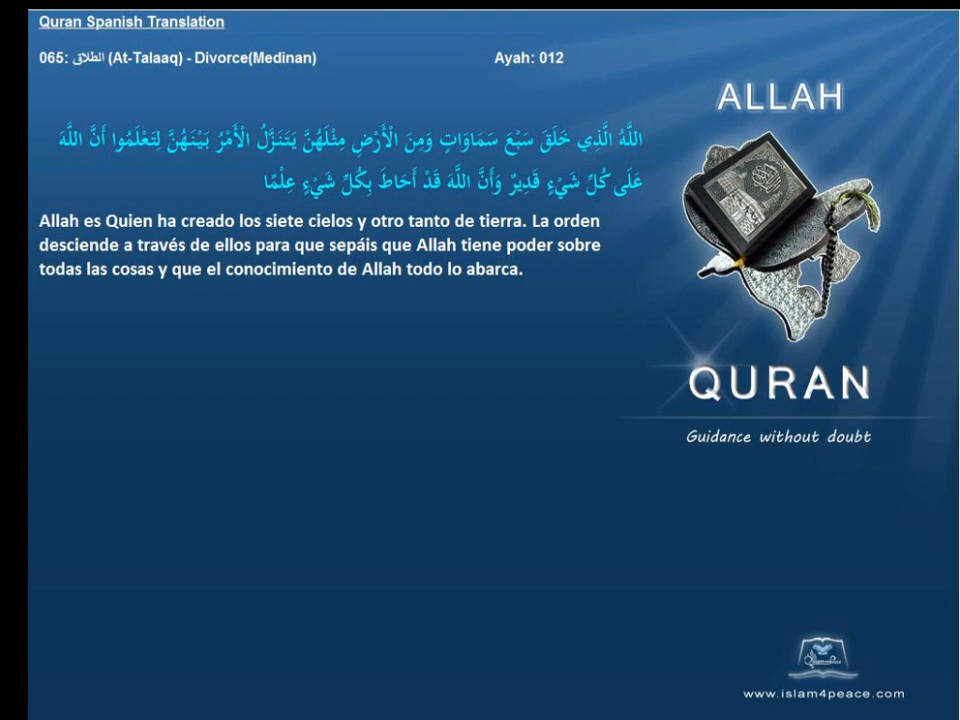 Quran Spanish Translation
065: الطلاق (At-Talaaq) - Divorce(Medinan) Ayah: 012
اللَّهُ الَّذِي خَلَقَ سَبْعَ سَمَاوَاتٍ وَمِنَ الْأَرْضِ مِثْلَهُنَّ يَتَنَزَّلُ الْأَمْرُ بَيْنَهُنَّ لِتَعْلَمُوا أَنَّ اللَّهَ
عَلَى كُلِّ شَيْءٍ قَدِيرٌ وَأَنَّ اللَّهَ قَدْ أَحَاطَ بِكُلِّ شَيْءٍ عِلْمًا
Allah es Quien ha creado los siete cielos y otro tanto de tierra. La orden
desciende a través de ellos para que sepáis que Allah tiene poder sobre
todas las cosas y que el conocimiento de Allah todo lo abarca.
ALLAH
QURAN
Guidance without doubt
www.islam4peace.com